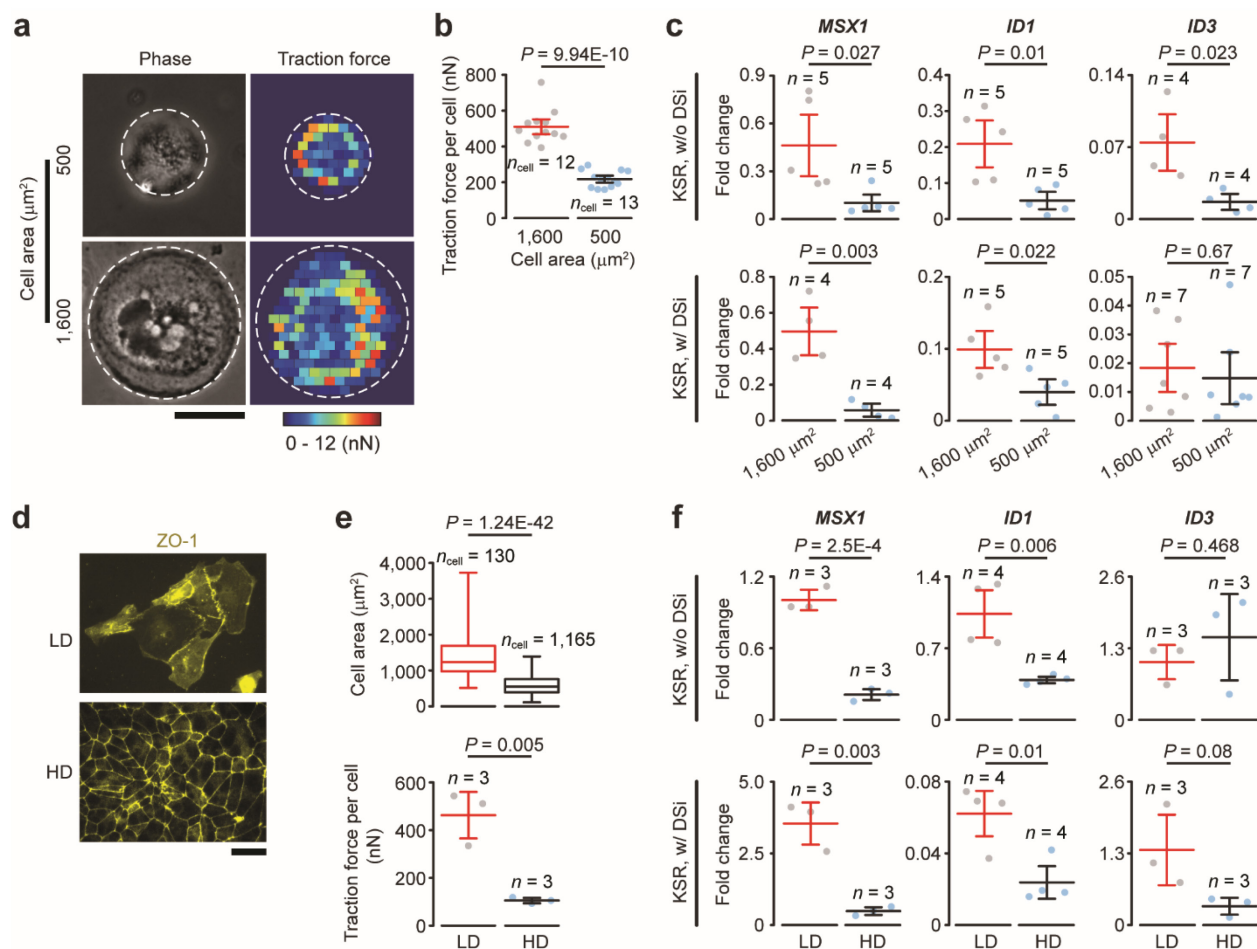 a
Phase
Traction force
Cell area (μm²)
500
1,600
0 - 12 (nN)
b
P = 9.94E-10
Traction force per cell (nN)
800
600
400
200
0
n_cell = 12
n_cell = 13
1,600
500
Cell area (μm²)
c
MSX1
ID1
ID3
KSR, w/o DSi
Fold change
P = 0.027
n = 5
n = 5
0.9
0.6
0.3
0
P = 0.01
n = 5
n = 5
0.4
0.3
0.2
0.1
0
P = 0.023
n = 4
n = 4
0.14
0.07
0
KSR, w/ DSi
Fold change
P = 0.003
n = 4
n = 4
0.8
0.6
0.4
0.2
0
1,600 μm²
500 μm²
P = 0.022
n = 5
n = 5
0.2
0.1
0
1,600 μm²
500 μm²
P = 0.67
n = 7
n = 7
0.05
0.04
0.03
0.02
0.01
0
1,600 μm²
500 μm²
d
ZO-1
LD
HD
e
P = 1.24E-42
n_cell = 130
n_cell = 1,165
Cell area (μm²)
4,000
3,000
2,000
1,000
0
P = 0.005
n = 3
n = 3
Traction force per cell
(nN)
600
400
200
0
LD
HD
f
MSX1
ID1
ID3
KSR, w/o DSi
Fold change
P = 2.5E-4
n = 3
n = 3
1.2
0.6
0
P = 0.006
n = 4
n = 4
1.4
0.7
0
P = 0.468
n = 3
n = 3
2.6
1.3
0
KSR, w/ DSi
Fold change
P = 0.003
n = 3
n = 3
5.0
2.5
0
LD
HD
P = 0.01
n = 4
n = 4
0.08
0.04
0
LD
HD
P = 0.08
n = 3
n = 3
2.6
1.3
0
LD
HD